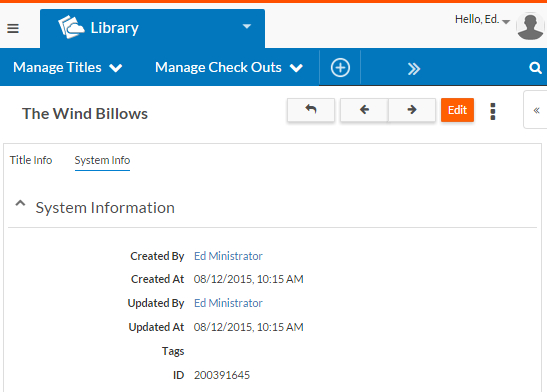 Library
Hello, Ed.
Manage Titles Manage Check Outs
The Wind Billows
Edit
Title Info System Info
System Information
Created By Ed Ministrator
Created At 08/12/2015, 10:15 AM
Updated By Ed Ministrator
Updated At 08/12/2015, 10:15 AM
Tags
ID 200391645